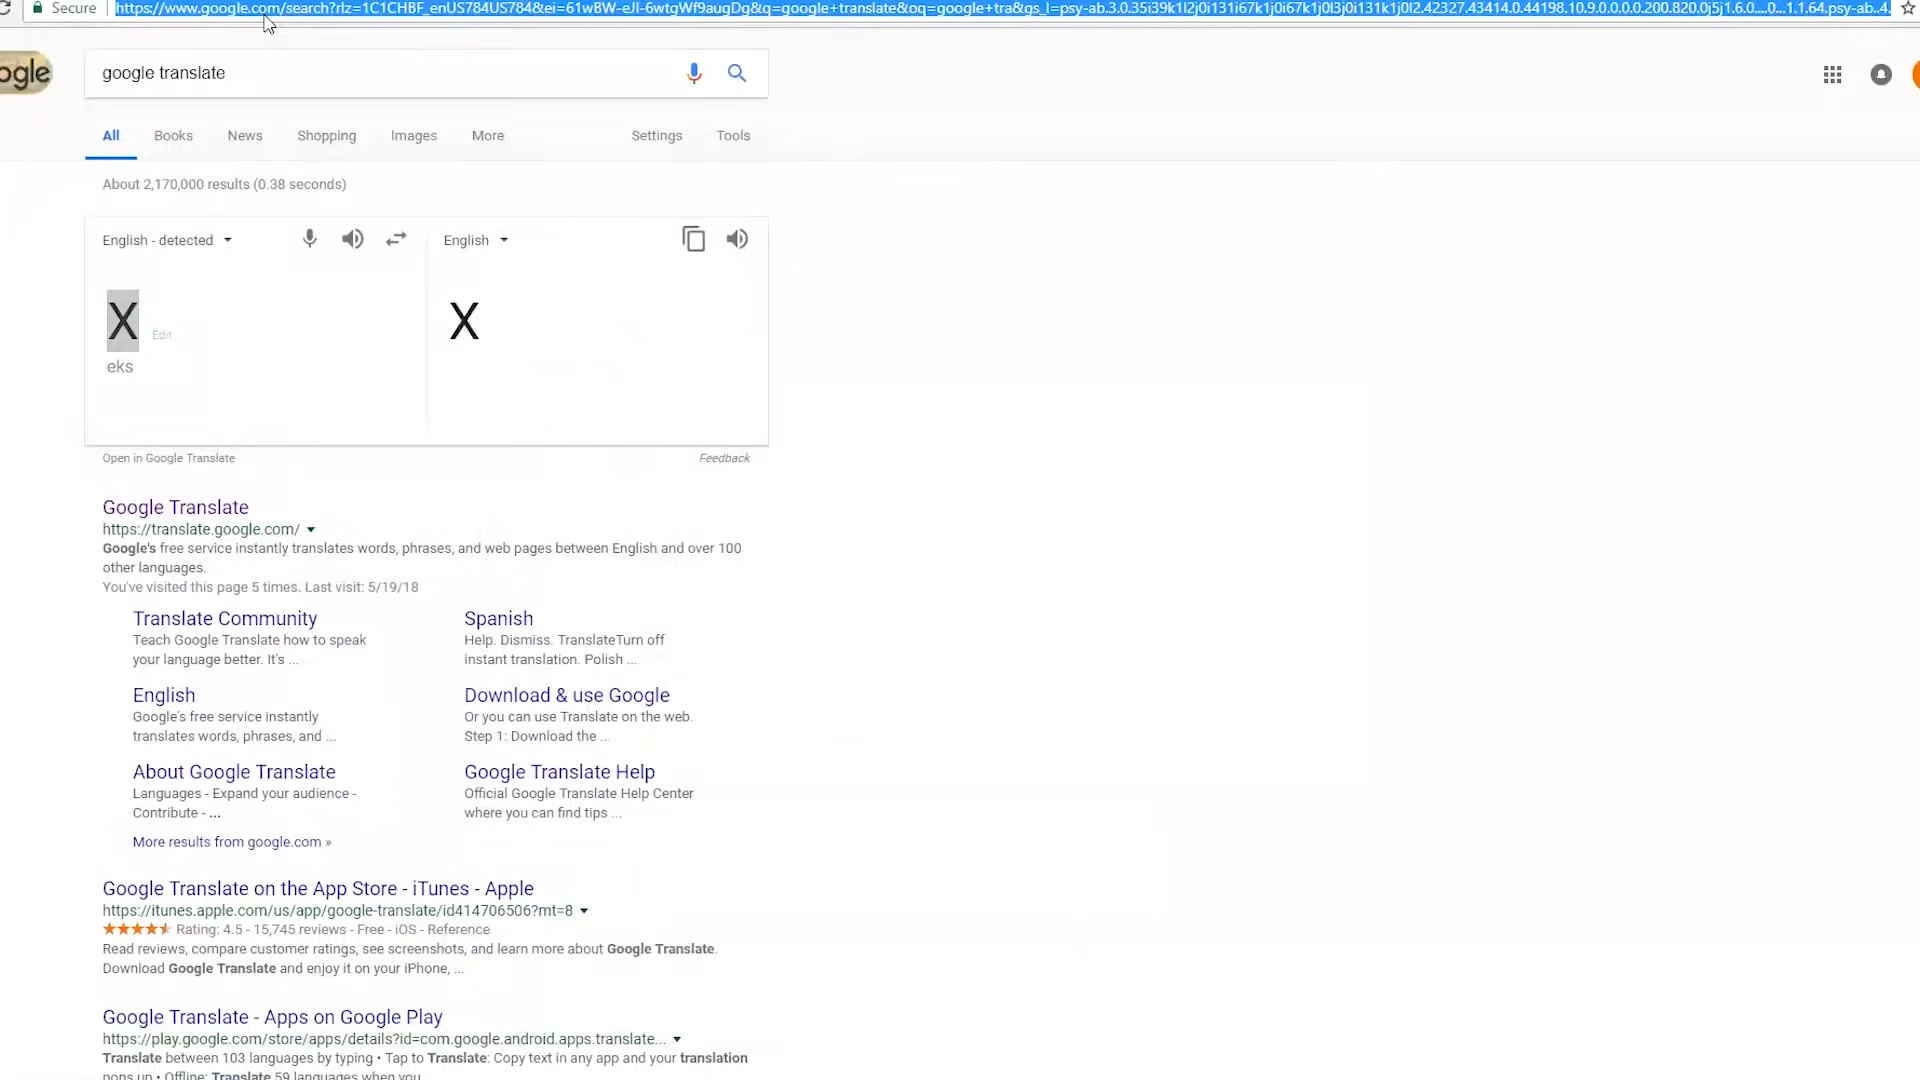 Secure
https://www.google.com/search?rlz=1C1CHBF_enUS784US784&ei=61wBW-eJI-6wtgWf9augDg&q=google+translate&oq=google+tra&gs_l=psy-ab.3.0.35i39k1l2j0i131i67k1j0i67k1j0l3j0i131k1j0l2.42327.43414.0.44198.10.9.0.0.0.0.200.820.0j5j1.6.0....0...1.1.64.psy-ab..4.
ogle
google translate
All Books News Shopping Images More Settings Tools
About 2,170,000 results (0.38 seconds)
English - detected English
X Edit X
eks
Open in Google Translate Feedback
Google Translate
https://translate.google.com/
Google's free service instantly translates words, phrases, and web pages between English and over 100
other languages.
You've visited this page 5 times. Last visit: 5/19/18
Translate Community
Teach Google Translate how to speak
your language better. It's ...
Spanish
Help. Dismiss. TranslateTurn off
instant translation. Polish ...
English
Google's free service instantly
translates words, phrases, and ...
Download & use Google
Or you can use Translate on the web.
Step 1: Download the ...
About Google Translate
Languages - Expand your audience -
Contribute - ...
Google Translate Help
Official Google Translate Help Center
where you can find tips ...
More results from google.com »
Google Translate on the App Store - iTunes - Apple
https://itunes.apple.com/us/app/google-translate/id414706506?mt=8
Rating: 4.5 - 15,745 reviews - Free - iOS - Reference
Read reviews, compare customer ratings, see screenshots, and learn more about Google Translate.
Download Google Translate and enjoy it on your iPhone, ...
Google Translate - Apps on Google Play
https://play.google.com/store/apps/details?id=com.google.android.apps.translate...
Translate between 103 languages by typing • Tap to Translate: Copy text in any app and your translation
pops up • Offline: Translate 59 languages when you